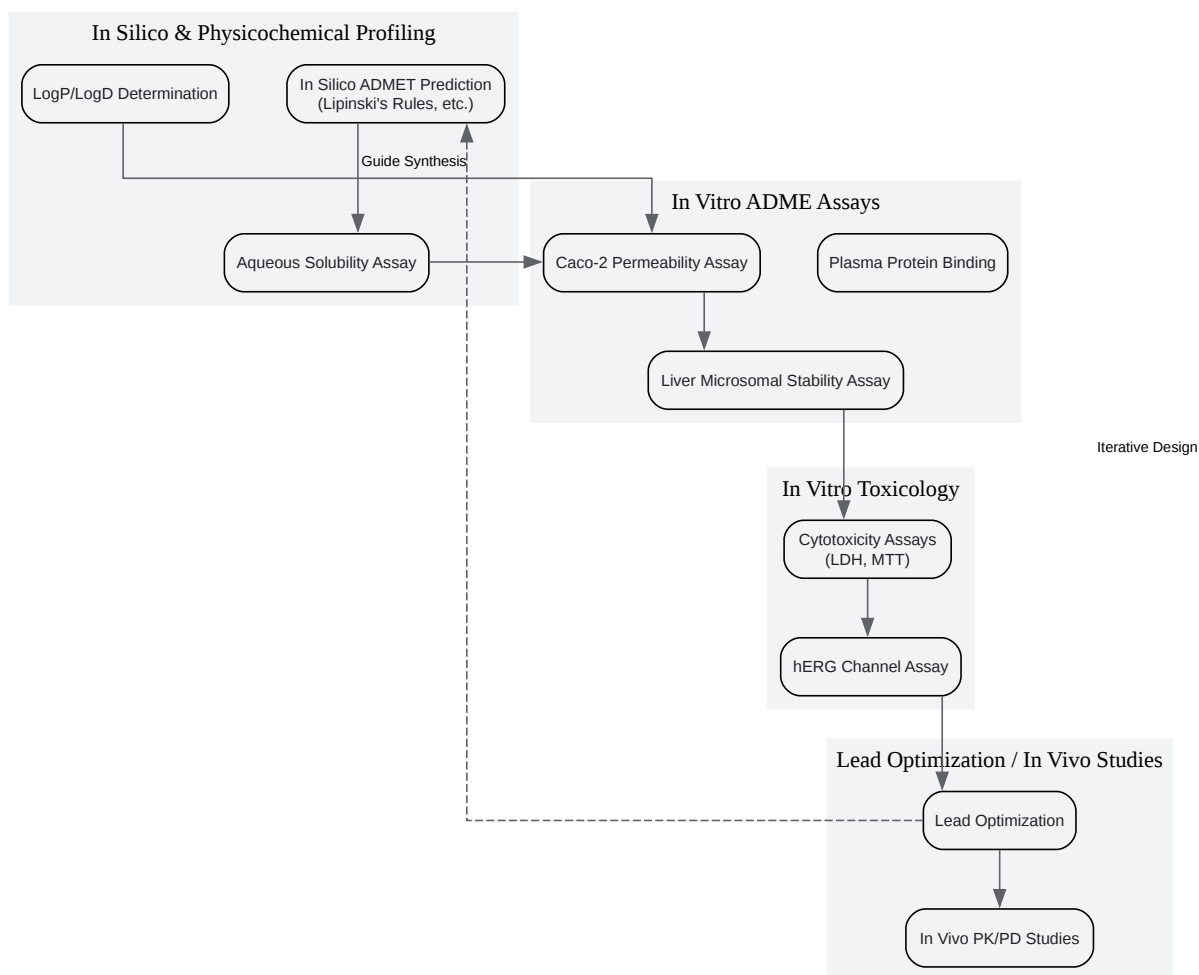 In Silico & Physicochemical Profiling
LogP/LogD Determination
In Silico ADMET Prediction
(Lipinski's Rules, etc.)
Guide Synthesis
Aqueous Solubility Assay
In Vitro ADME Assays
Caco-2 Permeability Assay
Plasma Protein Binding
Liver Microsomal Stability Assay
Iterative Design
In Vitro Toxicology
Cytotoxicity Assays
(LDH, MTT)
hERG Channel Assay
Lead Optimization / In Vivo Studies
Lead Optimization
In Vivo PK/PD Studies